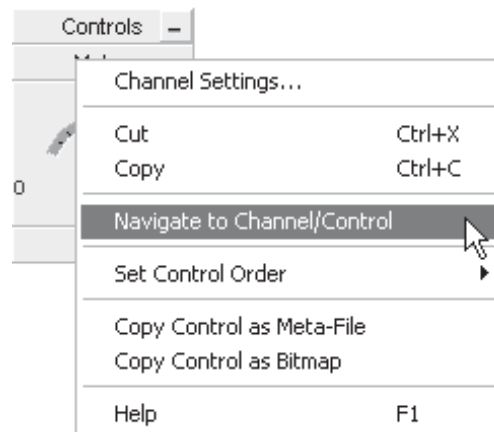 Controls
Channel Settings...
Cut Ctrl+X
Copy Ctrl+C
0
Navigate to Channel/Control
Set Control Order
Copy Control as Meta-File
Copy Control as Bitmap
Help F1